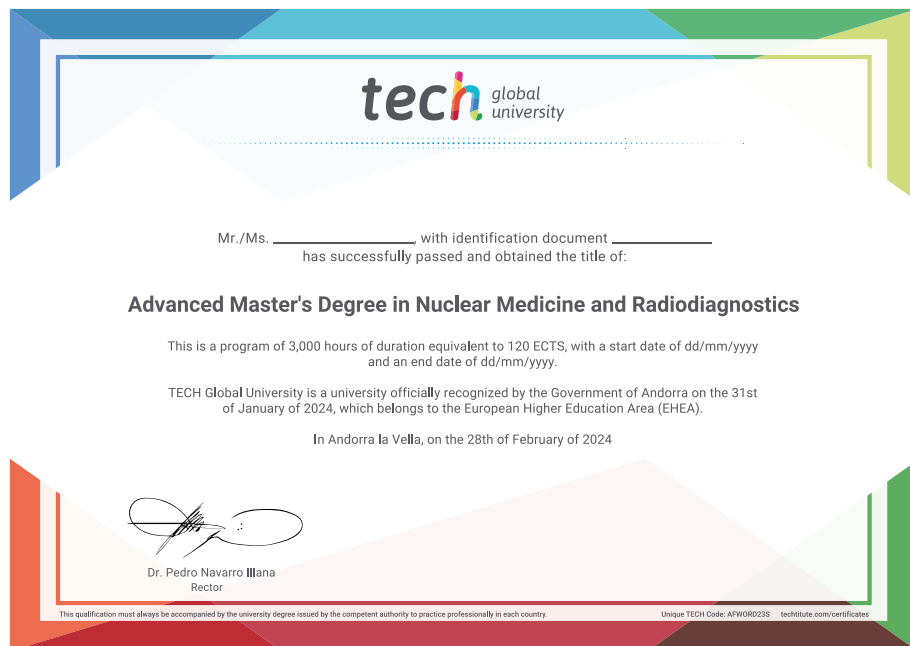 tech global
university
Mr./Ms. ____________, with identification document ____________
has successfully passed and obtained the title of:
Advanced Master's Degree in Nuclear Medicine and Radiodiagnostics
This is a program of 3,000 hours of duration equivalent to 120 ECTS, with a start date of dd/mm/yyyy
and an end date of dd/mm/yyyy.
TECH Global University is a university officially recognized by the Government of Andorra on the 31st
of January of 2024, which belongs to the European Higher Education Area (EHEA).
In Andorra la Vella, on the 28th of February of 2024
Dr. Pedro Navarro Illana
Rector
This qualification must always be accompanied by the university degree issued by the competent authority to practice professionally in each country.
Unique TECH Code: AFWORD23S techtitute.com/certificates